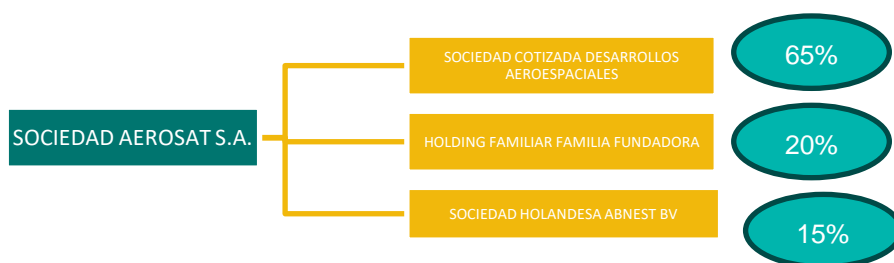 SOCIEDAD COTIZADA DESARROLLOS
AEROESPACIALES
65%
SOCIEDAD AEROSAT S.A.
HOLDING FAMILIAR FAMILIA FUNDADORA
20%
SOCIEDAD HOLANDESA ABNEST BV
15%